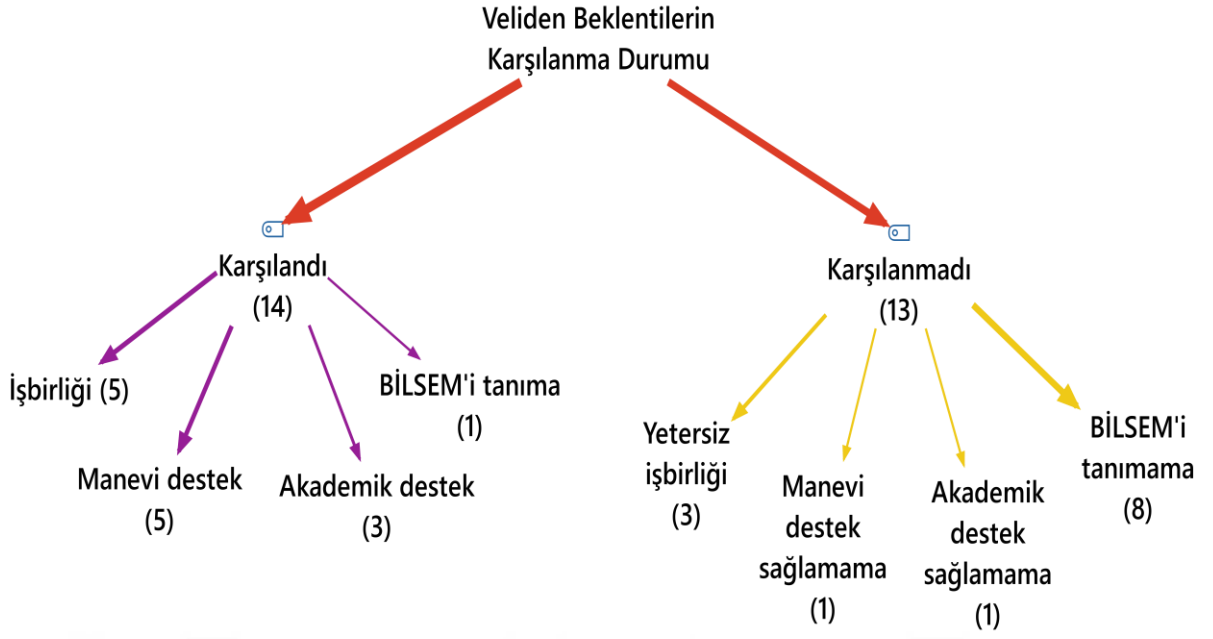 Veliden Beklentilerin
Karşılanma Durumu
Karşılandı
(14)
İşbirliği (5)
Manevi destek
(5)
Akademik destek
(3)
BİLSEM'i tanıma
(1)
Karşılanmadı
(13)
Yetersiz
işbirliği
(3)
Manevi
destek
sağlamama
(1)
Akademik
destek
sağlamama
(1)
BİLSEM'i
tanımama
(8)